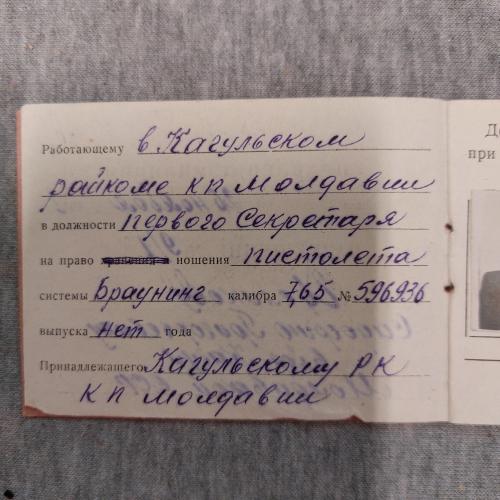 Работающему в Кагульском
райкоме КП Молдавии
в должности Первого Секретаря
на право хранения ношения пистолета
системы Браунинг калибра 7,65 № 596936
выпуска нет года
Принадлежащего Кагульскому РК
КП Молдавии
при